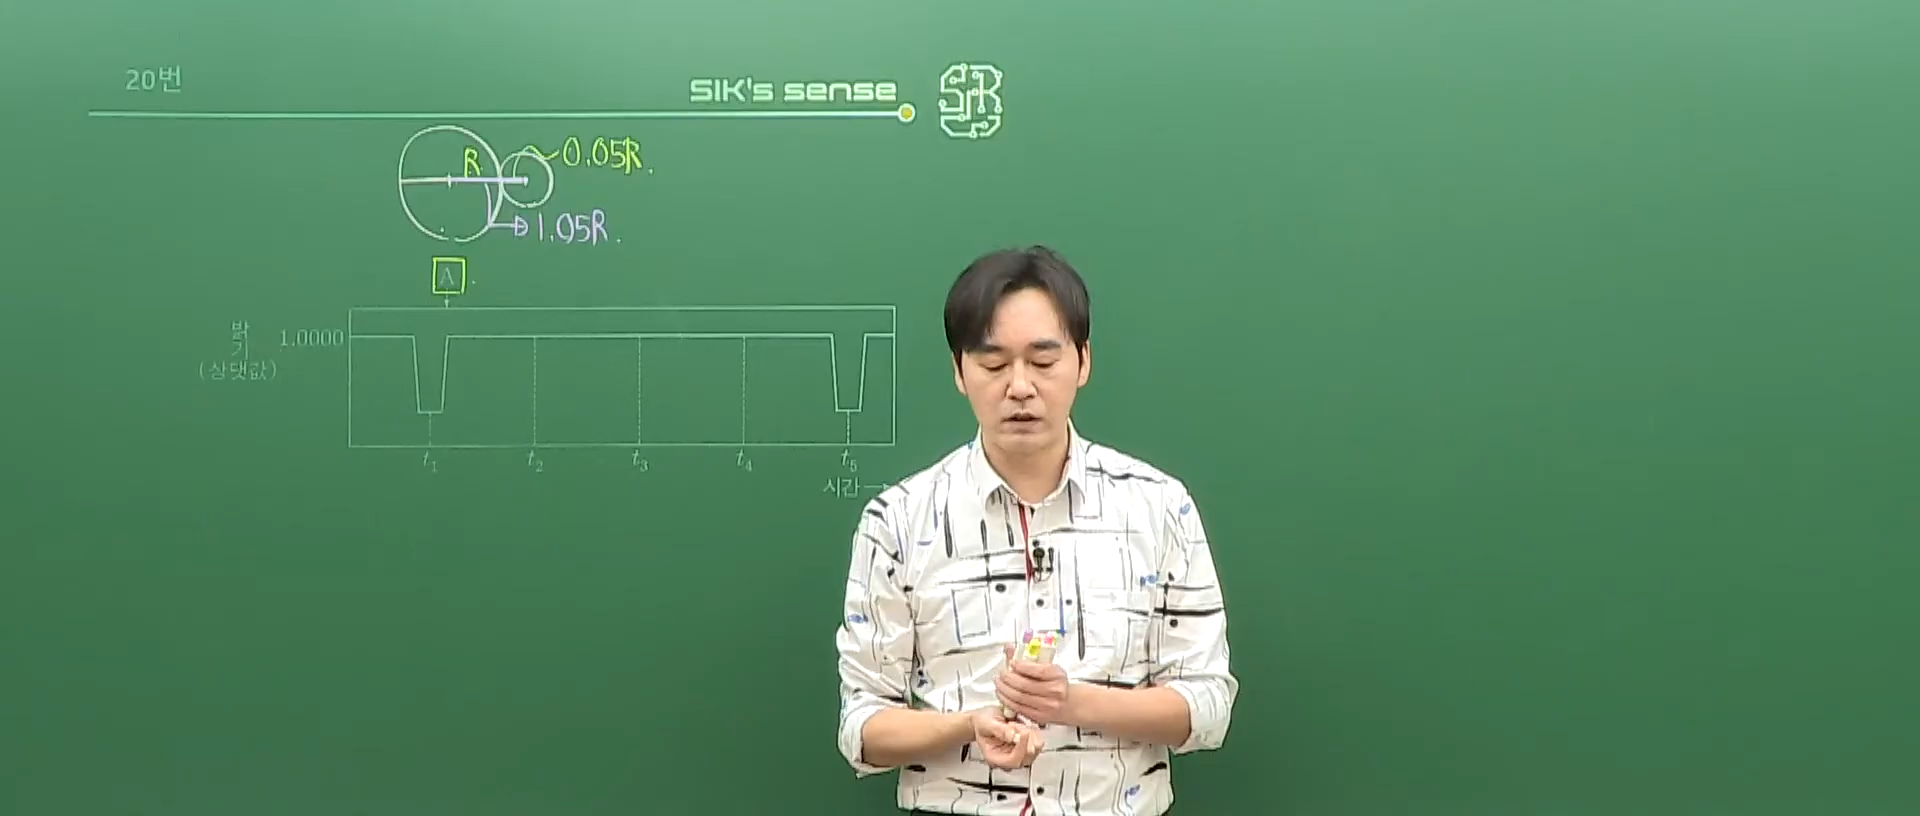 20번
SIK's sense
SIK
R
0.05R.
1.05R.
A
밝기
(상댓값)
1.0000
t₁ t₂ t₃ t₄ t₅
시간